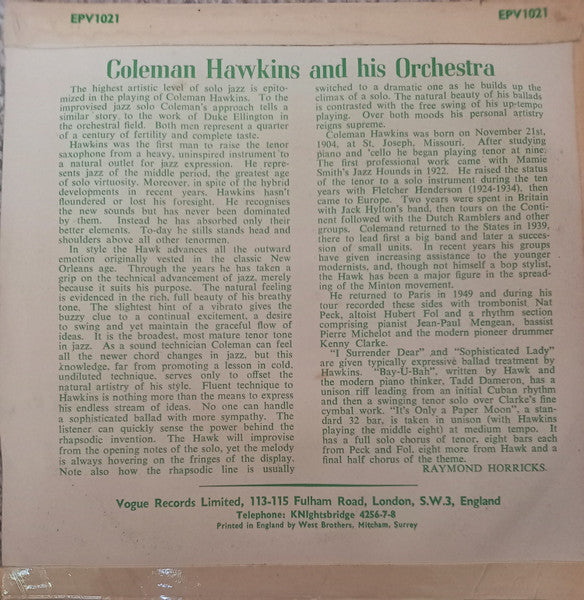 EPV1021
EPV1021
Coleman Hawkins and his Orchestra
The highest artistic level of solo jazz is epito-
mized in the playing of Coleman Hawkins. To the
improvised jazz solo Coleman's approach tells a
similar story, to the work of Duke Ellington in
the orchestral field. Both men represent a quarter
of a century of fertility and complete taste.
Hawkins was the first man to raise the tenor
saxophone from a heavy, uninspired instrument to
a natural outlet for jazz expression. He repre-
sents jazz of the middle period, the greatest age
of solo virtuosity. Moreover, in spite of the hybrid
developments in recent years, Hawkins hasn't
floundered or lost his foresight. He recognises
the new sounds but has never been dominated
by them. Instead he has absorbed only their
better elements. To-day he stills stands head and
shoulders above all other tenormen.
In style the Hawk advances all the outward
emotion originally vested in the classic New
Orleans age. Through the years he has taken a
grip on the technical advancement of jazz, merely
because it suits his purpose. The natural feeling
is evidenced in the rich, full beauty of his breathy
tone. The slightest hint of a vibrato gives the
buzzy clue to a continual excitement, a desire
to swing and yet maintain the graceful flow of
ideas. It is the broadest, most mature tenor tone
in jazz. As a sound technician Coleman can feel
all the newer chord changes in jazz, but this
knowledge, far from promoting a lesson in cold,
undiluted technique, serves only to offset the
natural artistry of his style. Fluent technique to
Hawkins is nothing more than the means to express
his endless stream of ideas. No one can handle
a sophisticated ballad with more sympathy. The
listener can quickly sense the power behind the
rhapsodic invention. The Hawk will improvise
from the opening notes of the solo, yet the melody
is always hovering on the fringes of the display.
Note also how the rhapsodic line is usually
switched to a dramatic one as he builds up the
climax of a solo. The natural beauty of his ballads
is contrasted with the free swing of his up-tempo
playing. Over both moods his personal artistry
reigns supreme.
Coleman Hawkins was born on November 21st,
1904, at St. Joseph, Missouri. After studying
piano and 'cello he began playing tenor at nine.
The first professional work came with Mamie
Smith's Jazz Hounds in 1922. He raised the status
of the tenor to a solo instrument during the ten
years with Fletcher Henderson (1924-1934), then
came to Europe. Two years were spent in Britain
with Jack Hylton's band, then tours on the Conti-
nent followed with the Dutch Ramblers and other
groups. Colemand returned to the States in 1939,
there to lead first a big band and later a succes-
sion of small units. In recent years his groups
have given increasing assistance to the younger
modernists, and, though not himself a bop stylist,
the Hawk has been a major figure in the spread-
ing of the Minton movement.
He returned to Paris in 1949 and during his
tour recorded these sides with trombonist Nat
Peck, altoist Hubert Fol and a rhythm section
comprising pianist Jean-Paul Mengean, bassist
Pierre Michelot and the modern pioneer drummer
Kenny Clarke.
"I Surrender Dear" and "Sophisticated Lady"
are given typically expressive ballad treatment by
Hawkins. "Bay-U-Bah", written by Hawk and
the modern piano thinker, Tadd Dameron, has a
unison riff leading from an initial Cuban rhythm
and then a swinging tenor solo over Clarke's fine
cymbal work. "It's Only a Paper Moon", a stan-
dard 32 bar, is taken in unison (with Hawkins
playing the middle eight) at medium tempo. It
has a full solo chorus of tenor, eight bars each
from Peck and Fol, eight more from Hawk and a
final half chorus of the theme.
RAYMOND HORRICKS.
Vogue Records Limited, 113-115 Fulham Road, London, S.W.3, England
Telephone: KNIghtsbridge 4256-7-8
Printed in England by West Brothers, Mitcham, Surrey